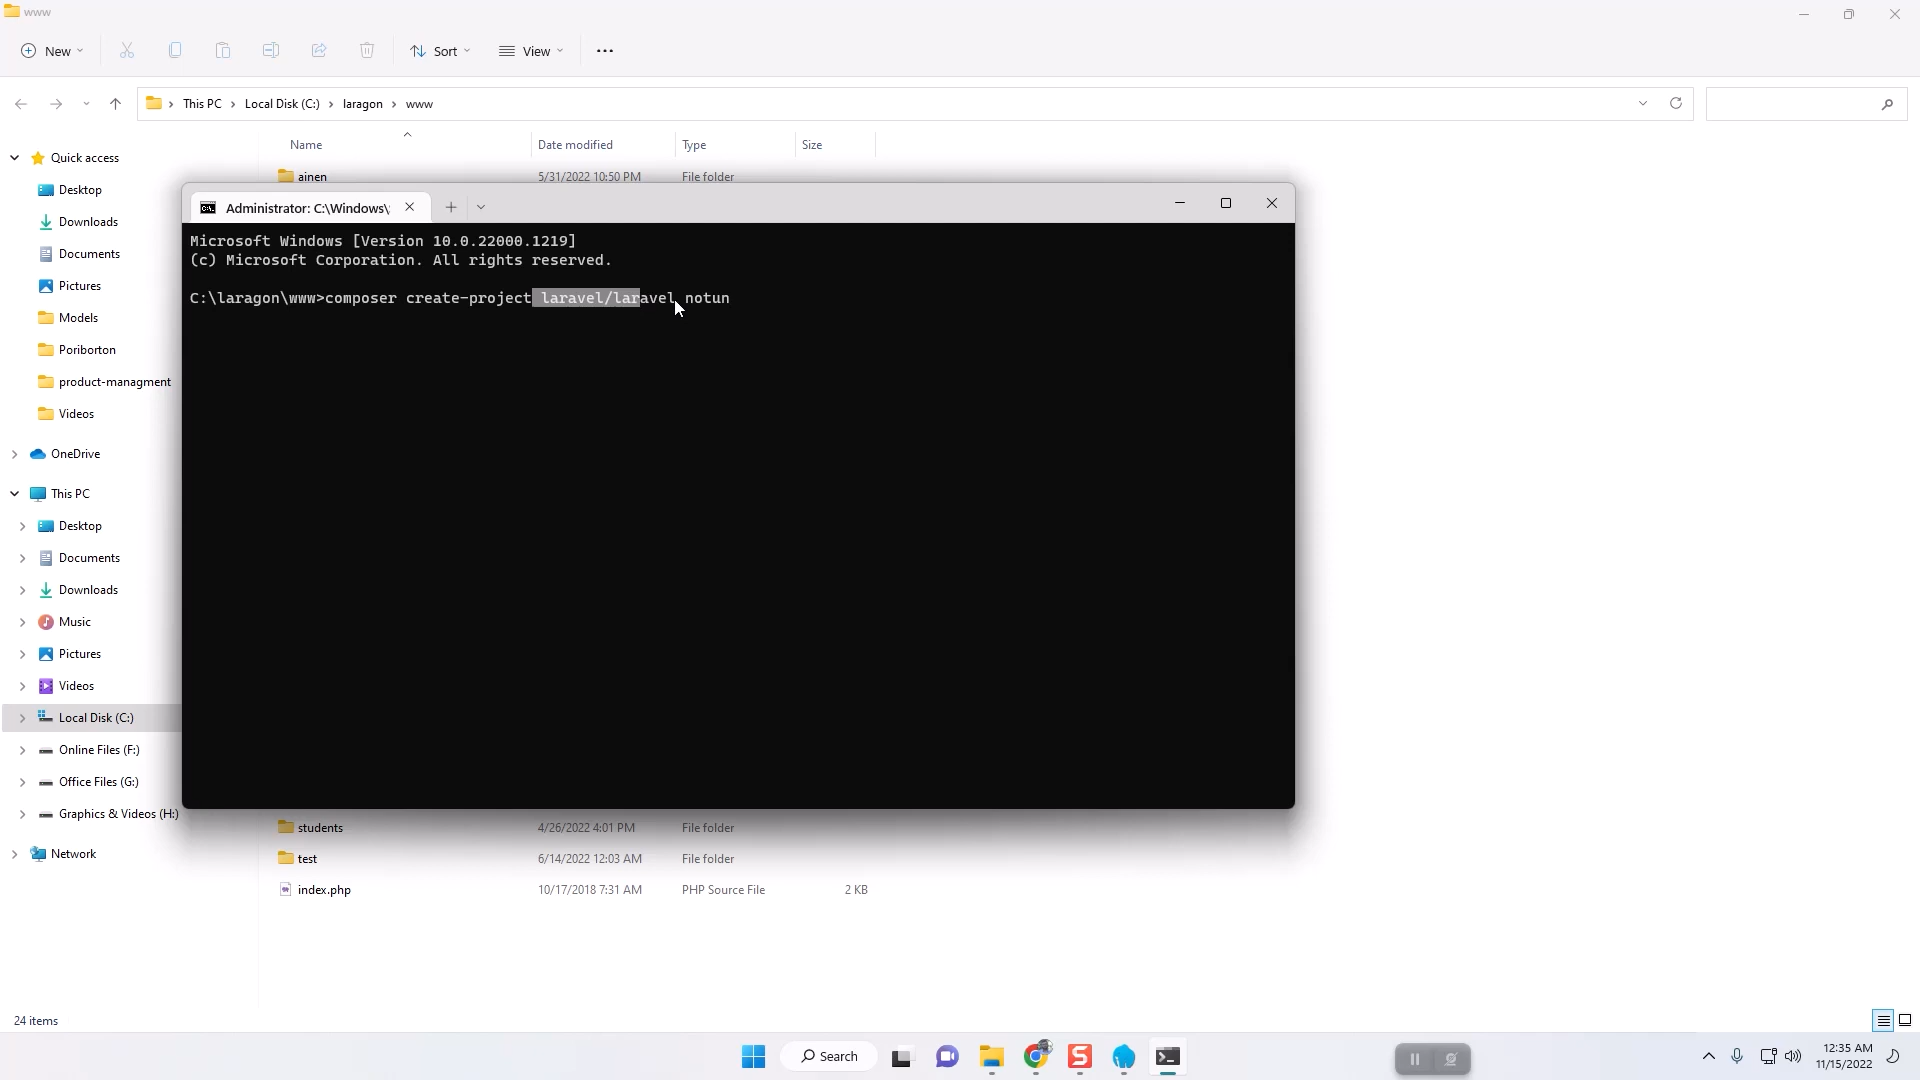 www
New
Sort
View
This PC
Local Disk (C:)
laragon
www
Name
Date modified
Type
Size
Quick access
Desktop
Downloads
Documents
Pictures
Models
Poriborton
product-managment
Videos
OneDrive
This PC
Desktop
Documents
Downloads
Music
Pictures
Videos
Local Disk (C:)
Online Files (F:)
Office Files (G:)
Graphics & Videos (H:)
Network
ainen 5/31/2022 10:50 PM File folder
Administrator: C:\Windows\
Microsoft Windows [Version 10.0.22000.1219]
(c) Microsoft Corporation. All rights reserved.
C:\laragon\www>composer create-project laravel/laravel notun
students 4/26/2022 4:01 PM File folder
test 6/14/2022 12:03 AM File folder
index.php 10/17/2018 7:31 AM PHP Source File 2 KB
24 items
Search
12:35 AM
11/15/2022